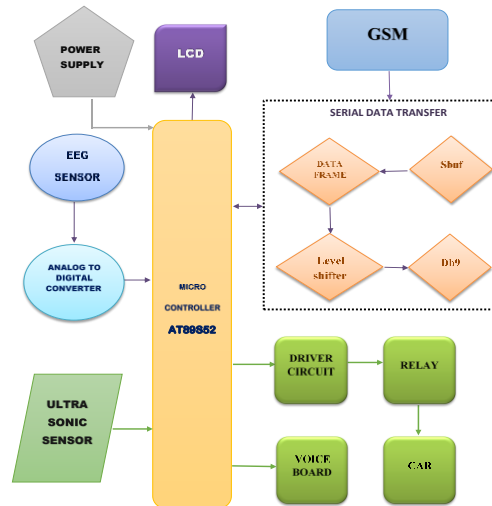 POWER
SUPPLY
LCD
GSM
SERIAL DATA TRANSFER
EEG
SENSOR
DATA
FRAME
Sbuf
ANALOG TO
DIGITAL
CONVERTER
Level
shifter
Db9
MICRO
CONTROLLER
AT89S52
DRIVER
CIRCUIT
RELAY
ULTRA
SONIC
SENSOR
VOICE
BOARD
CAR